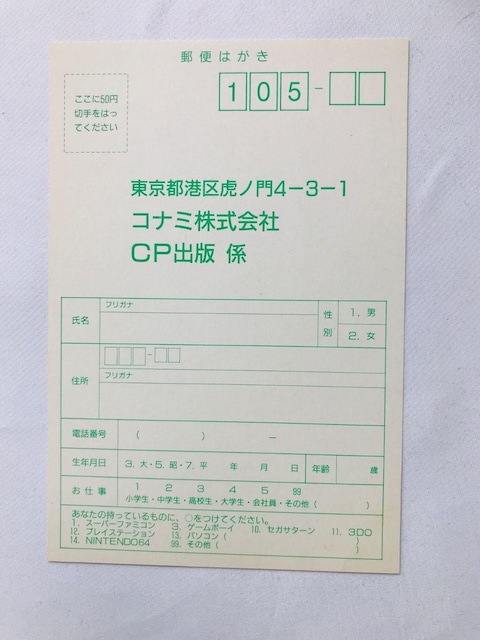 郵便はがき
ここに50円
切手をはっ
てください
105-
東京都港区虎ノ門4-3-1
コナミ株式会社
CP出版 係
氏名
フリガナ
性別
1. 男
2. 女
住所
-
フリガナ
電話番号 ( ) -
生年月日 3. 大・5. 昭・7. 平 年 月 日 年齢 歳
お仕事
1 2 3 4 5 99
小学生・中学生・高校生・大学生・会社員・その他( )
あなたの持っているものに、○をつけてください。
1. スーパーファミコン 9. ゲームボーイ 10. セガサターン 11. 3DO
12. プレイステーション 13. パソコン( )
14. NINTENDO64 99. その他( )